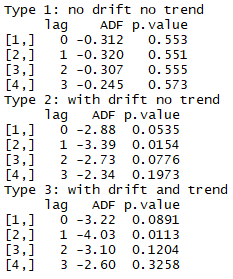 Type 1: no drift no trend
lag ADF p.value
[1,] 0 -0.312 0.553
[2,] 1 -0.320 0.551
[3,] 2 -0.307 0.555
[4,] 3 -0.245 0.573
Type 2: with drift no trend
lag ADF p.value
[1,] 0 -2.88 0.0535
[2,] 1 -3.39 0.0154
[3,] 2 -2.73 0.0776
[4,] 3 -2.34 0.1973
Type 3: with drift and trend
lag ADF p.value
[1,] 0 -3.22 0.0891
[2,] 1 -4.03 0.0113
[3,] 2 -3.10 0.1204
[4,] 3 -2.60 0.3258